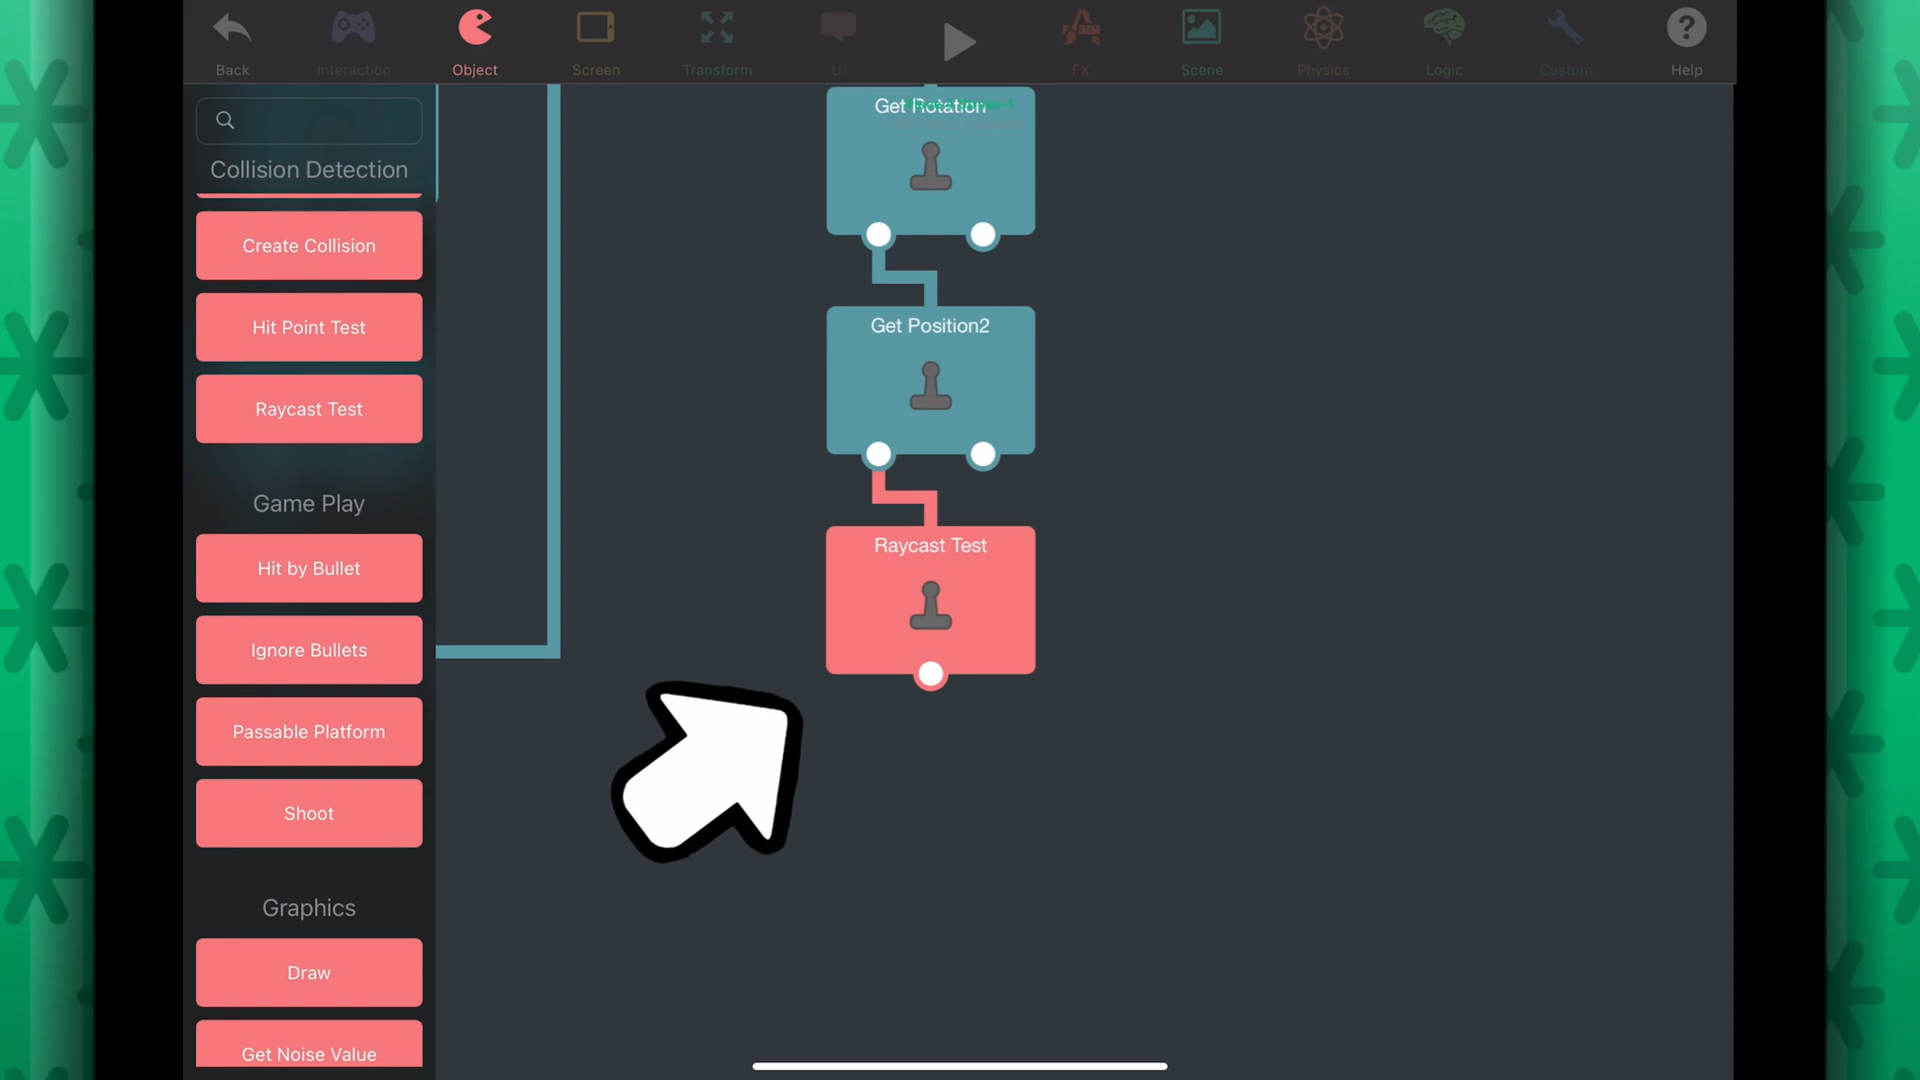 Back
Interaction
Object
Screen
Transform
UI
FX
Scene
Physics
Logic
Custom
Help
Collision Detection
Create Collision
Hit Point Test
Raycast Test
Game Play
Hit by Bullet
Ignore Bullets
Passable Platform
Shoot
Graphics
Draw
Get Noise Value
Get Rotation
Get Position2
Raycast Test